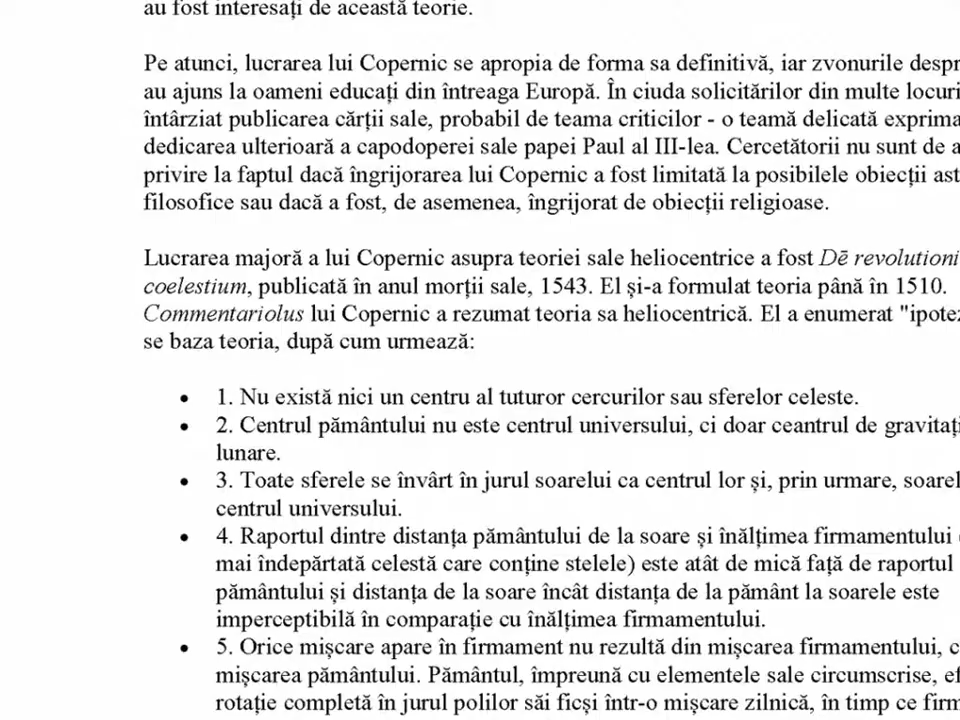 au fost interesați de această teorie.
Pe atunci, lucrarea lui Copernic se apropia de forma sa definitivă, iar zvonurile despr
au ajuns la oameni educați din întreaga Europă. În ciuda solicitărilor din multe locuri
întârziat publicarea cărții sale, probabil de teama criticilor - o teamă delicată exprima
dedicarea ulterioară a capodoperei sale papei Paul al III-lea. Cercetătorii nu sunt de a
privire la faptul dacă îngrijorarea lui Copernic a fost limitată la posibilele obiecții ast
filosofice sau dacă a fost, de asemenea, îngrijorat de obiecții religioase.
Lucrarea majoră a lui Copernic asupra teoriei sale heliocentrice a fost Dē revolutioni
coelestium, publicată în anul morții sale, 1543. El și-a formulat teoria până în 1510.
Commentariolus lui Copernic a rezumat teoria sa heliocentrică. El a enumerat "ipotez
se baza teoria, după cum urmează:
• 1. Nu există nici un centru al tuturor cercurilor sau sferelor celeste.
• 2. Centrul pământului nu este centrul universului, ci doar ceantrul de gravitați
lunare.
• 3. Toate sferele se învârt în jurul soarelui ca centrul lor și, prin urmare, soarel
centrul universului.
• 4. Raportul dintre distanța pământului de la soare și înălțimea firmamentului
mai îndepărtată celestă care conține stelele) este atât de mică față de raportul
pământului și distanța de la soare încât distanța de la pământ la soarele este
imperceptibilă în comparație cu înălțimea firmamentului.
• 5. Orice mișcare apare în firmament nu rezultă din mișcarea firmamentului, c
mișcarea pământului. Pământul, împreună cu elementele sale circumscrise, ef
rotație completă în jurul polilor săi ficși într-o mișcare zilnică, în timp ce firm